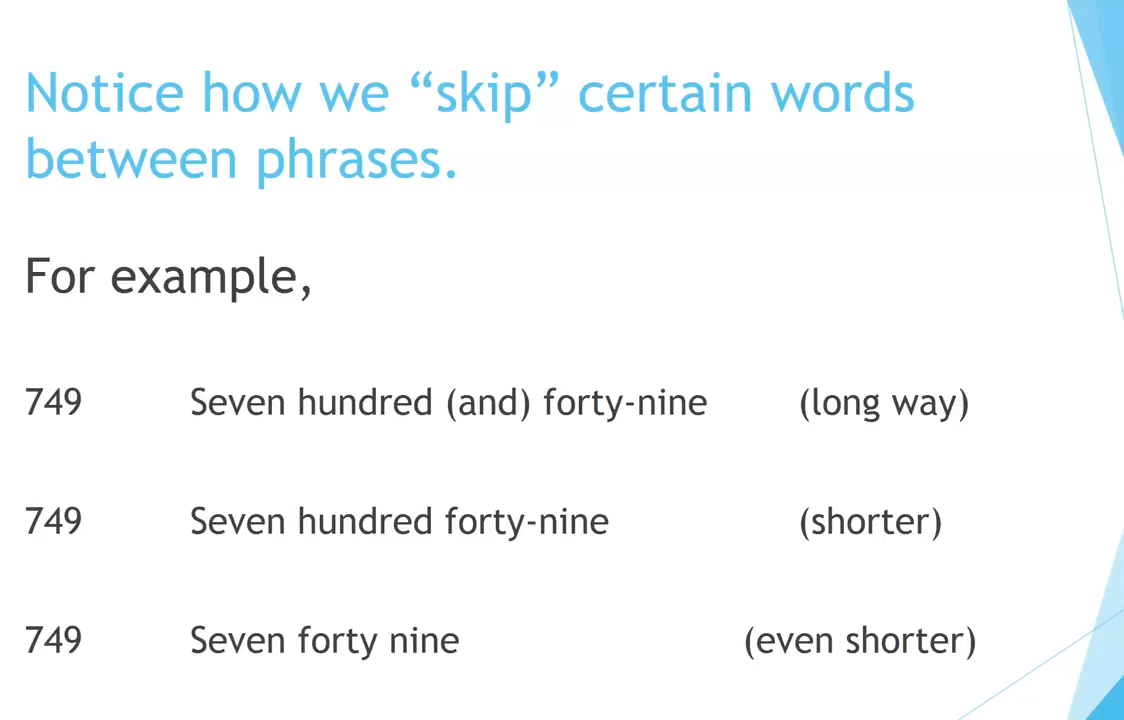 Notice how we “skip” certain words
between phrases.
For example,
749 Seven hundred (and) forty-nine (long way)
749 Seven hundred forty-nine (shorter)
749 Seven forty nine (even shorter)